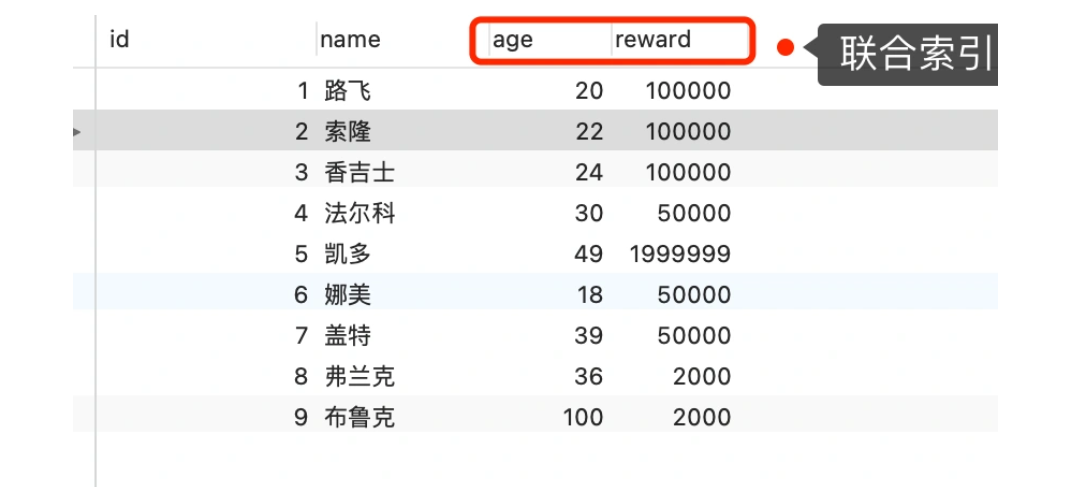 id name age reward 联合索引
1 路飞 20 100000
2 索隆 22 100000
3 香吉士 24 100000
4 法尔科 30 50000
5 凯多 49 1999999
6 娜美 18 50000
7 盖特 39 50000
8 弗兰克 36 2000
9 布鲁克 100 2000